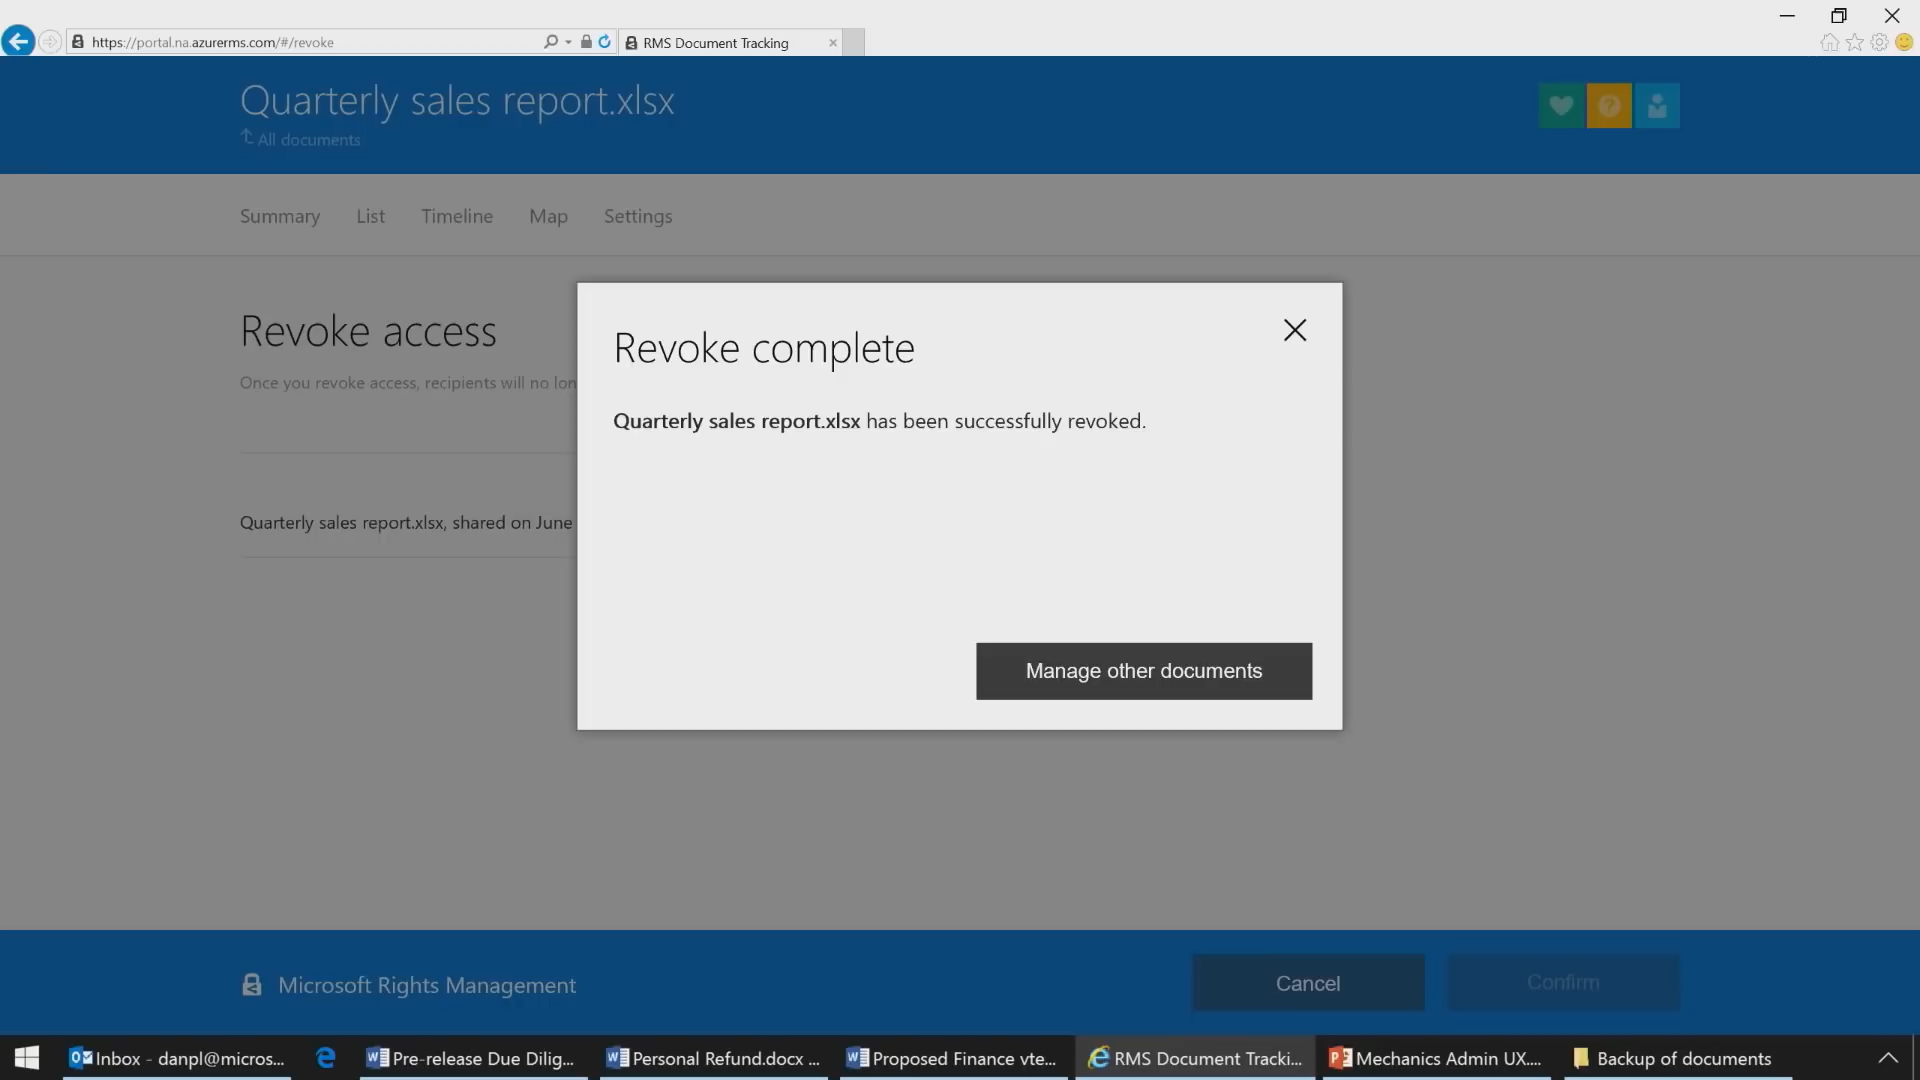 https://portal.na.azurerms.com/#/revoke
RMS Document Tracking
Quarterly sales report.xlsx
All documents
Summary
List
Timeline
Map
Settings
Revoke access
Once you revoke access, recipients will no lon
Quarterly sales report.xlsx, shared on June
Revoke complete
Quarterly sales report.xlsx has been successfully revoked.
Manage other documents
Microsoft Rights Management
Cancel
Confirm
Inbox - danpl@micros...
Pre-release Due Dilig...
Personal Refund.docx ...
Proposed Finance vte...
RMS Document Tracki...
Mechanics Admin UX....
Backup of documents